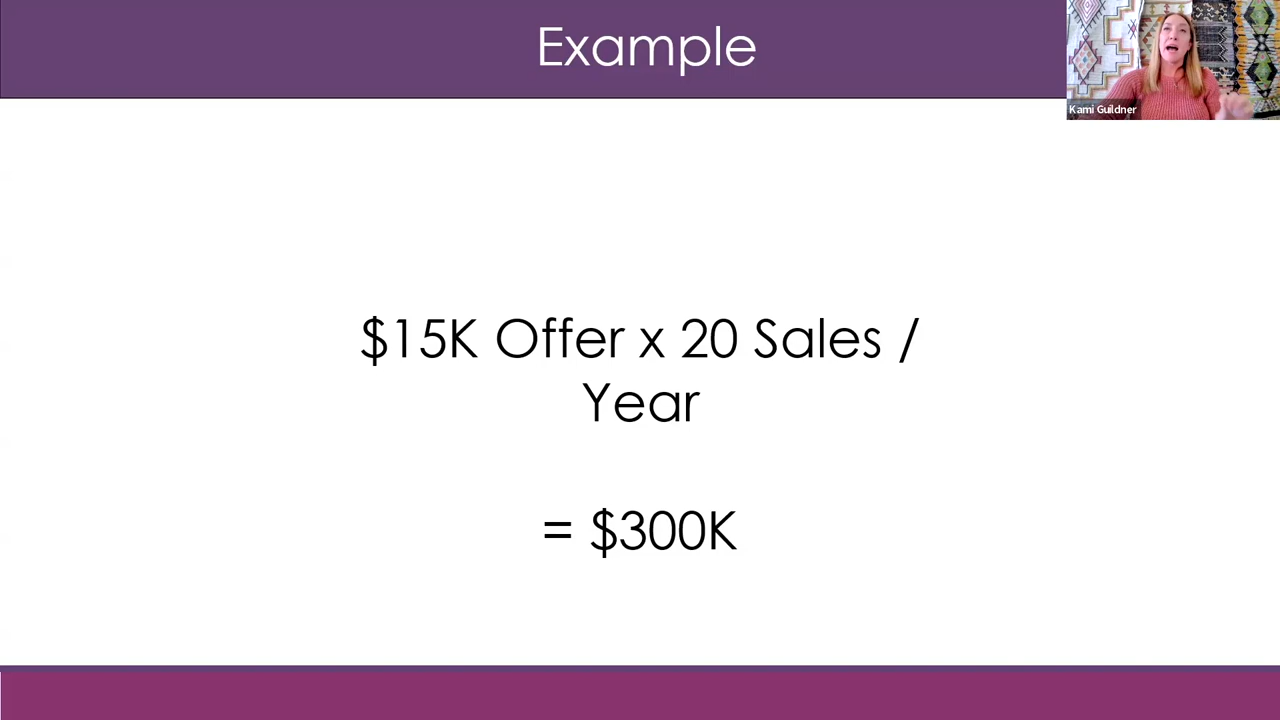 Example
Kami Guildner
$15K Offer x 20 Sales /
Year
= $300K